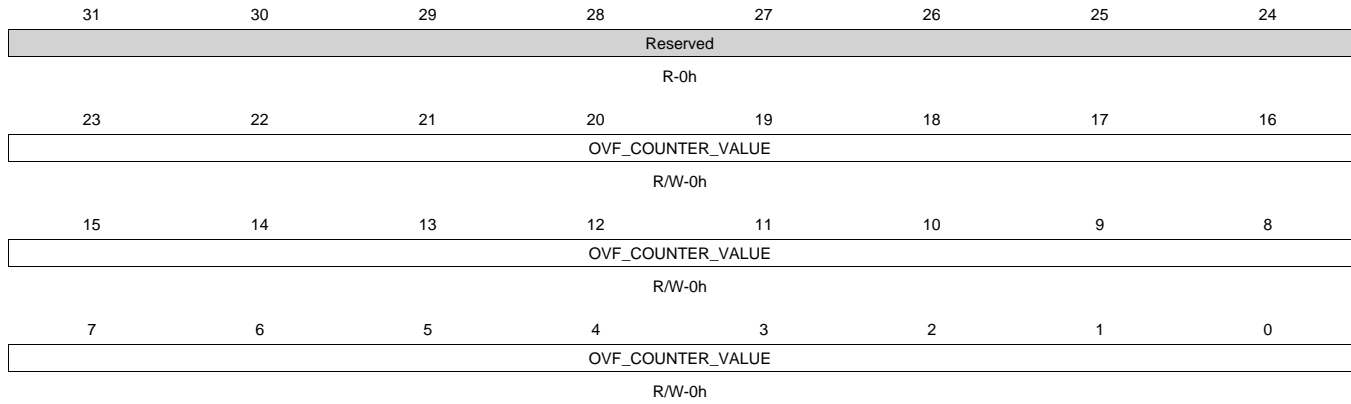 31 30 29 28 27 26 25 24
Reserved
R-0h
23 22 21 20 19 18 17 16
OVF_COUNTER_VALUE
R/W-0h
15 14 13 12 11 10 9 8
OVF_COUNTER_VALUE
R/W-0h
7 6 5 4 3 2 1 0
OVF_COUNTER_VALUE
R/W-0h